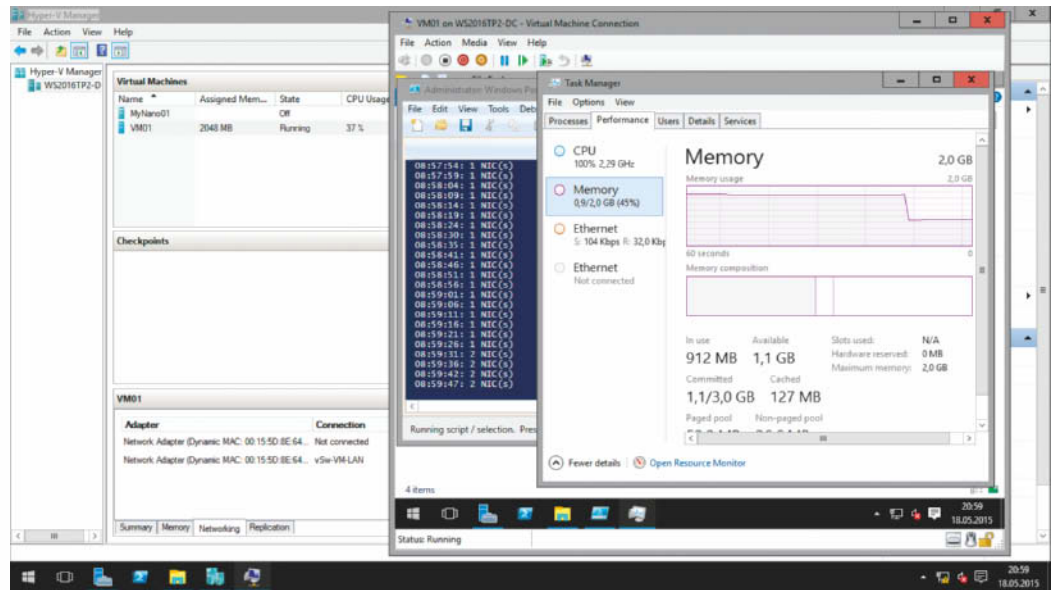 Hyper-V Manager
File Action View Help
Hyper-V Manager
WS2016TP2-D
Virtual Machines
Name Assigned Mem... State CPU Usage
MyNano01 Off
VM01 2048 MB Running 37 %
Checkpoints
VM01
Adapter Connection
Network Adapter (Dynamic MAC: 00:15:5D:8E:64... Not connected
Network Adapter (Dynamic MAC: 00:15:5D:8E:64... vSw-VM-LAN
Summary Memory Networking Replication
VM01 on WS2016TP2-DC - Virtual Machine Connection
File Action Media View Help
Administrator: Windows Po
File Edit View Tools Deb
08:57:54: 1 NIC(s)
08:57:59: 1 NIC(s)
08:58:04: 1 NIC(s)
08:58:09: 1 NIC(s)
08:58:14: 1 NIC(s)
08:58:19: 1 NIC(s)
08:58:24: 1 NIC(s)
08:58:30: 1 NIC(s)
08:58:35: 1 NIC(s)
08:58:41: 1 NIC(s)
08:58:46: 1 NIC(s)
08:58:51: 1 NIC(s)
08:58:56: 1 NIC(s)
08:59:01: 1 NIC(s)
08:59:06: 1 NIC(s)
08:59:11: 1 NIC(s)
08:59:16: 1 NIC(s)
08:59:21: 1 NIC(s)
08:59:26: 1 NIC(s)
08:59:31: 2 NIC(s)
08:59:36: 2 NIC(s)
08:59:42: 2 NIC(s)
08:59:47: 2 NIC(s)
Running script / selection. Pres
4 items
Task Manager
File Options View
Processes Performance Users Details Services
CPU
100% 2,29 GHz
Memory
0,9/2,0 GB (45%)
Ethernet
S: 104 Kbps R: 32,0 Kbp
Ethernet
Not connected
Memory 2,0 GB
Memory usage 2,0 GB
60 seconds 0
Memory composition
In use Available Slots used: N/A
912 MB 1,1 GB Hardware reserved: 0 MB
Maximum memory: 2,0 GB
Committed Cached
1,1/3,0 GB 127 MB
Paged pool Non-paged pool
Fewer details Open Resource Monitor
20:59
18.05.2015
Status: Running
20:59
18.05.2015